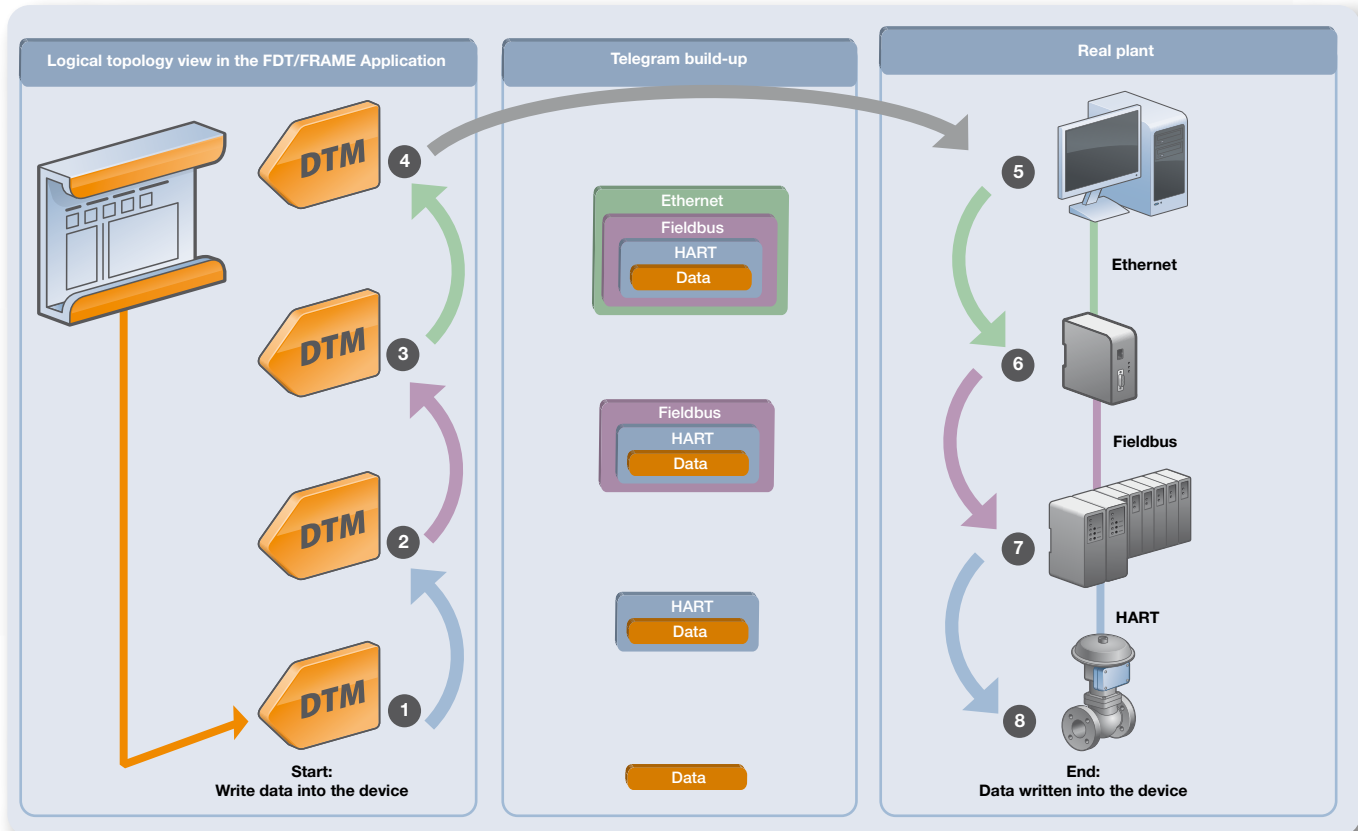 Logical topology view in the FDT/FRAME Application
DTM
4
DTM
3
DTM
2
DTM
1
Start:
Write data into the device
Telegram build-up
Ethernet
Fieldbus
HART
Data
Fieldbus
HART
Data
HART
Data
Data
Real plant
5
Ethernet
6
Fieldbus
7
HART
8
End:
Data written into the device